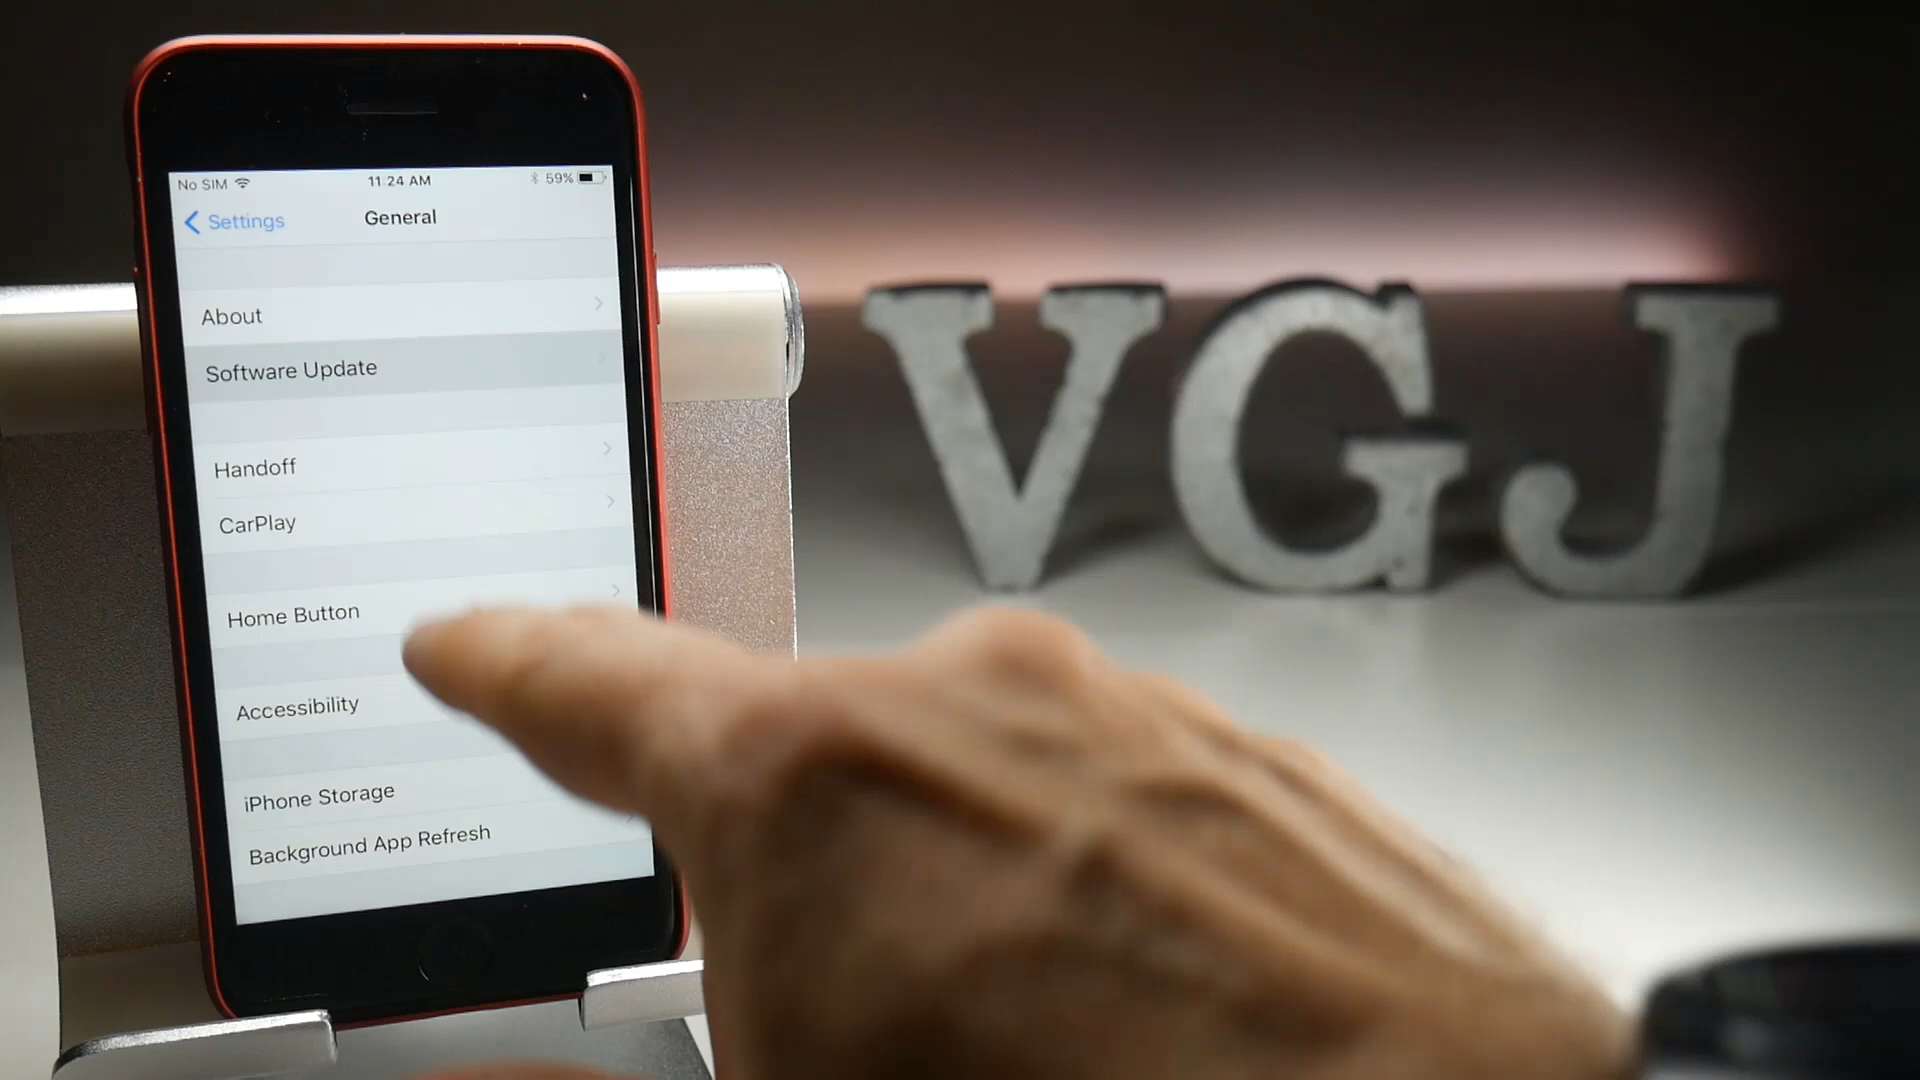 No SIM 11:24 AM 59%
Settings General
About
Software Update
Handoff
CarPlay
Home Button
Accessibility
iPhone Storage
Background App Refresh
VGJ